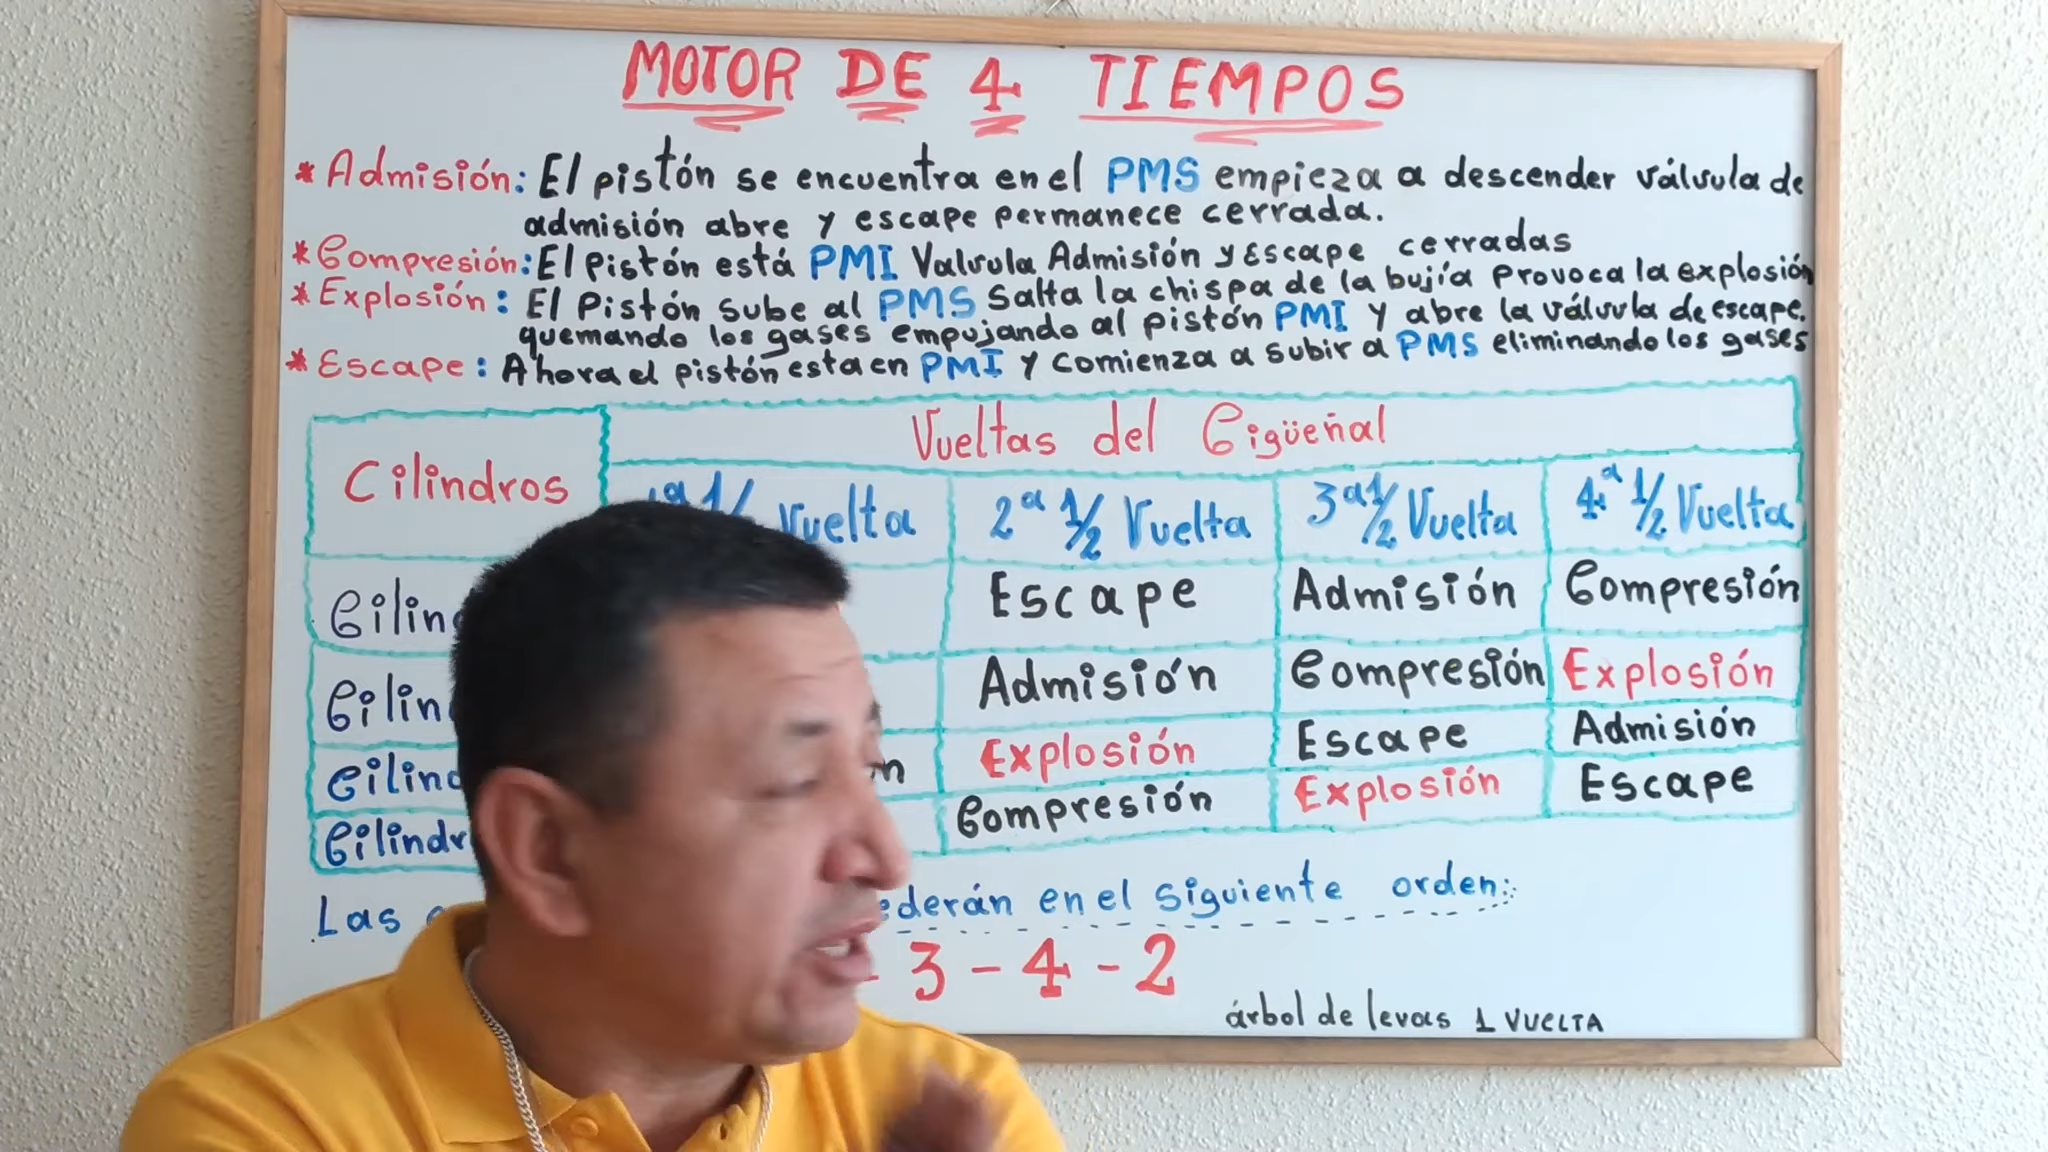 MOTOR DE 4 TIEMPOS
* Admisión: El pistón se encuentra en el PMS empieza a descender válvula de
admisión abre y escape permanece cerrada.
* Compresión: El Pistón está PMI Valvula Admisión y Escape cerradas
* Explosión: El Pistón sube al PMS Salta la chispa de la bujía Provoca la explosión
quemando los gases empujando al pistón PMI y abre la válvula de escape.
* Escape: Ahora el pistón esta en PMI y comienza a subir a PMS eliminando los gases
Cilindros
Vueltas del Cigüeñal
Vuelta
2ª 1/2 Vuelta
3ª 1/2 Vuelta
4ª 1/2 Vuelta
Escape Admisión Compresión
Admisión Compresión Explosión
Explosión Escape Admisión
Compresión Explosión Escape
Las en el siguiente orden:
- 3 - 4 - 2
árbol de levas 1 VUELTA